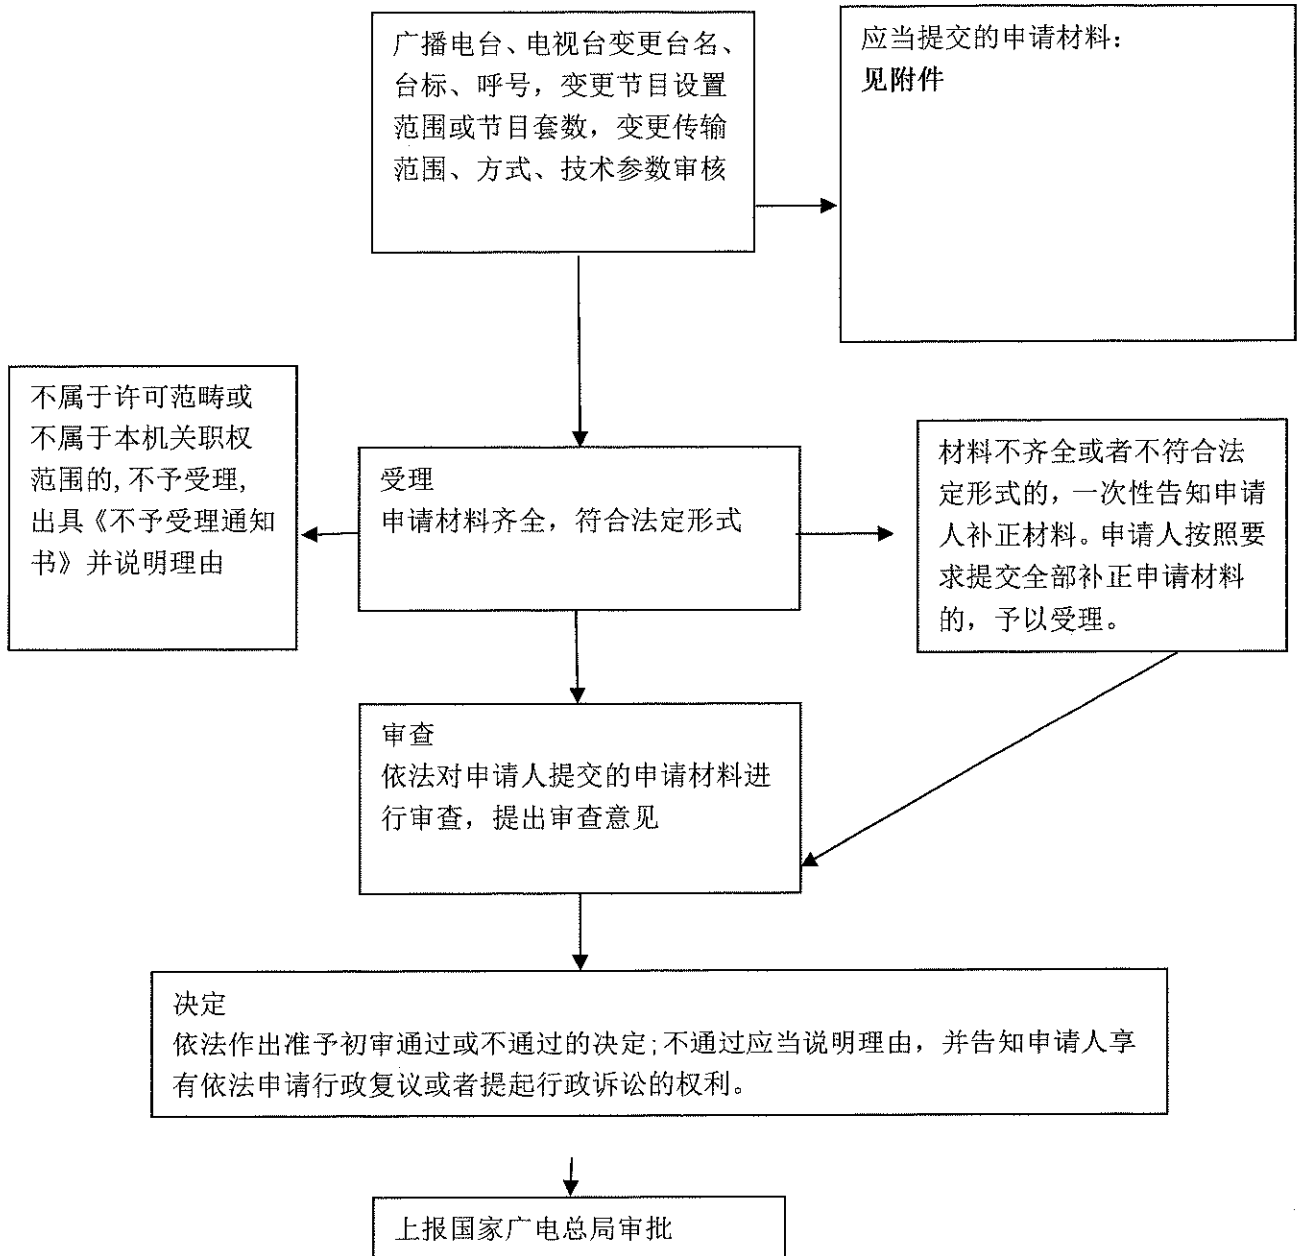 广播电台、电视台变更台名、
台标、呼号，变更节目设置
范围或节目套数，变更传输
范围、方式、技术参数审核
应当提交的申请材料：
见附件
不属于许可范畴或
不属于本机关职权
范围的,不予受理,
出具《不予受理通知
书》并说明理由
受理
申请材料齐全，符合法定形式
材料不齐全或者不符合法
定形式的，一次性告知申请
人补正材料。申请人按照要
求提交全部补正申请材料
的，予以受理。
审查
依法对申请人提交的申请材料进
行审查，提出审查意见
决定
依法作出准予初审通过或不通过的决定;不通过应当说明理由，并告知申请人享
有依法申请行政复议或者提起行政诉讼的权利。
上报国家广电总局审批